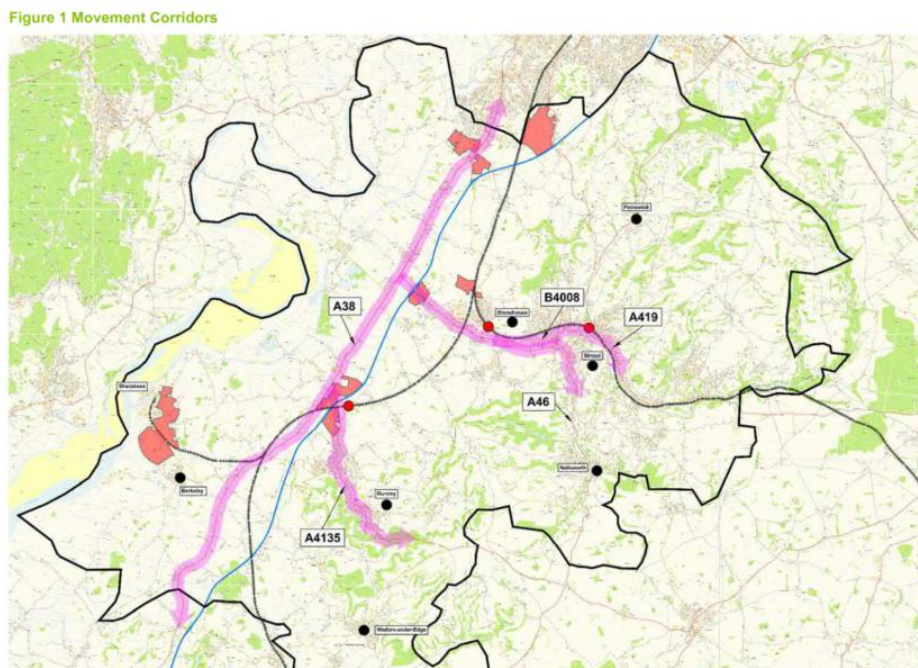 Figure 1 Movement Corridors
Painswick
A38
B4008
Stonehouse
A419
Stroud
Sharpness
A46
Nailsworth
Berkeley
Dursley
A4135
Wotton-under-Edge